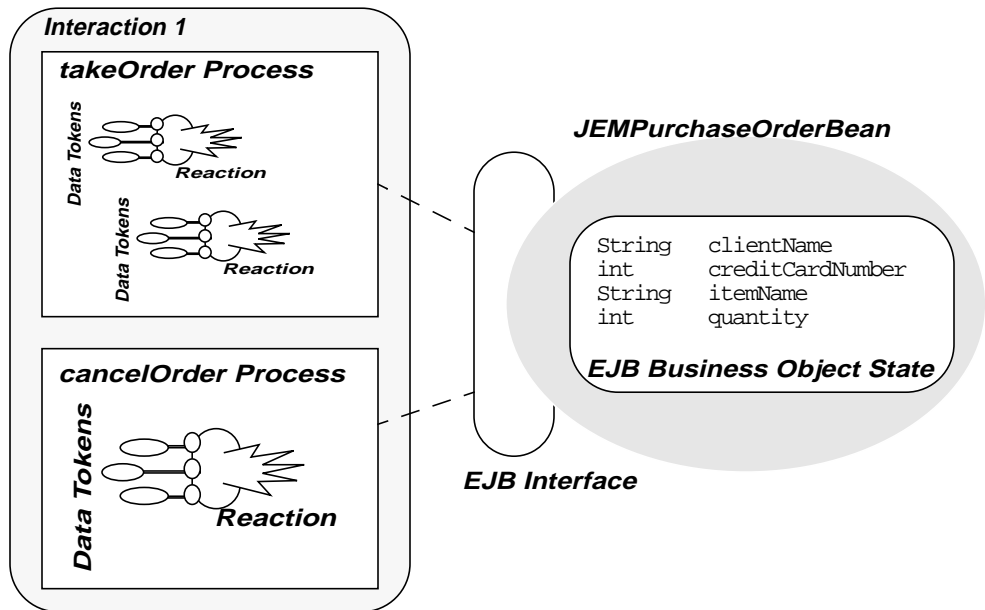 Interaction 1
takeOrder Process
Data Tokens
Reaction
Data Tokens
Reaction
cancelOrder Process
Data Tokens
Reaction
EJB Interface
JEMPurchaseOrderBean
String clientName
int creditCardNumber
String itemName
int quantity
EJB Business Object State